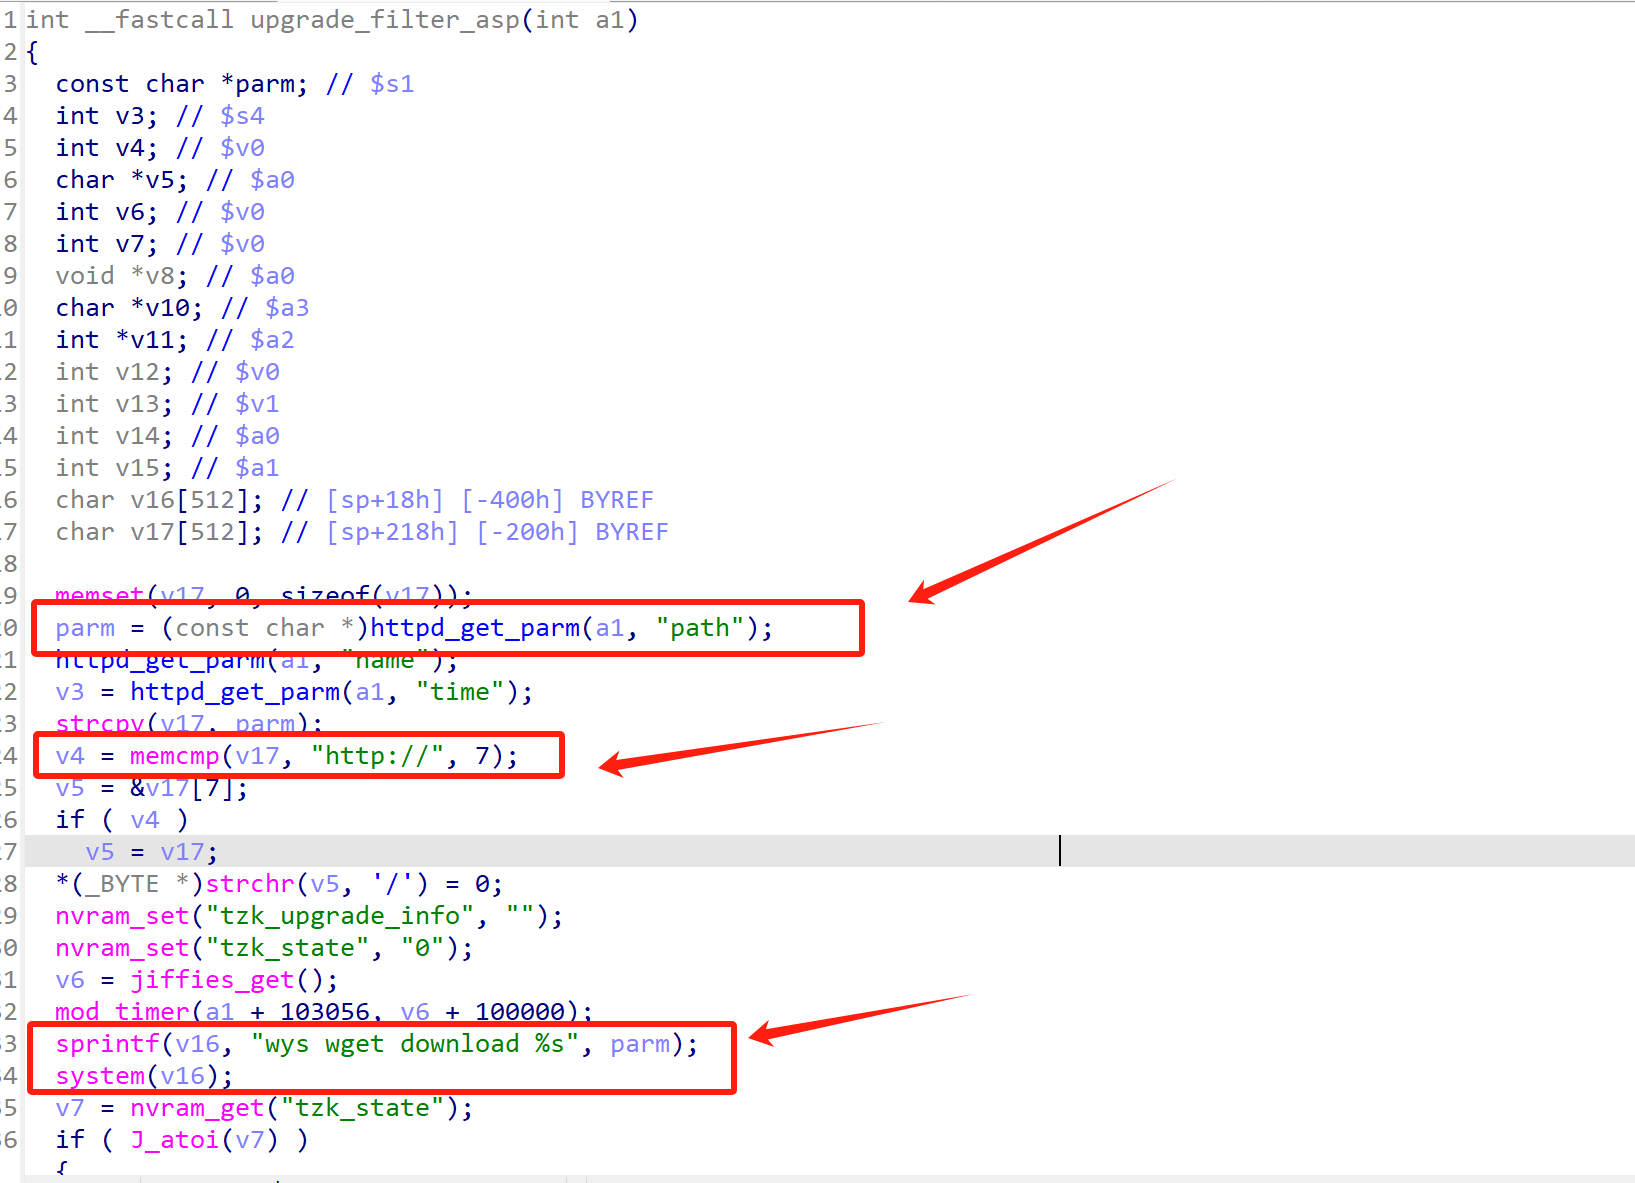 1 int __fastcall upgrade_filter_asp(int a1)
2 {
3 const char *parm; // $s1
4 int v3; // $s4
5 int v4; // $v0
6 char *v5; // $a0
7 int v6; // $v0
8 int v7; // $v0
9 void *v8; // $a0
0 char *v10; // $a3
1 int *v11; // $a2
2 int v12; // $v0
3 int v13; // $v1
4 int v14; // $a0
5 int v15; // $a1
6 char v16[512]; // [sp+18h] [-400h] BYREF
7 char v17[512]; // [sp+218h] [-200h] BYREF
8
9 memset(v17, 0, sizeof(v17));
0 parm = (const char *)httpd_get_parm(a1, "path");
1 httpd_get_parm(a1, "name");
2 v3 = httpd_get_parm(a1, "time");
3 strcpy(v17, parm);
4 v4 = memcmp(v17, "http://", 7);
5 v5 = &v17[7];
6 if ( v4 )
7 v5 = v17;
8 *(_BYTE *)strchr(v5, '/') = 0;
9 nvram_set("tzk_upgrade_info", "");
0 nvram_set("tzk_state", "0");
1 v6 = jiffies_get();
2 mod_timer(a1 + 103056, v6 + 100000);
3 sprintf(v16, "wys wget download %s", parm);
4 system(v16);
5 v7 = nvram_get("tzk_state");
6 if ( J_atoi(v7) )
{